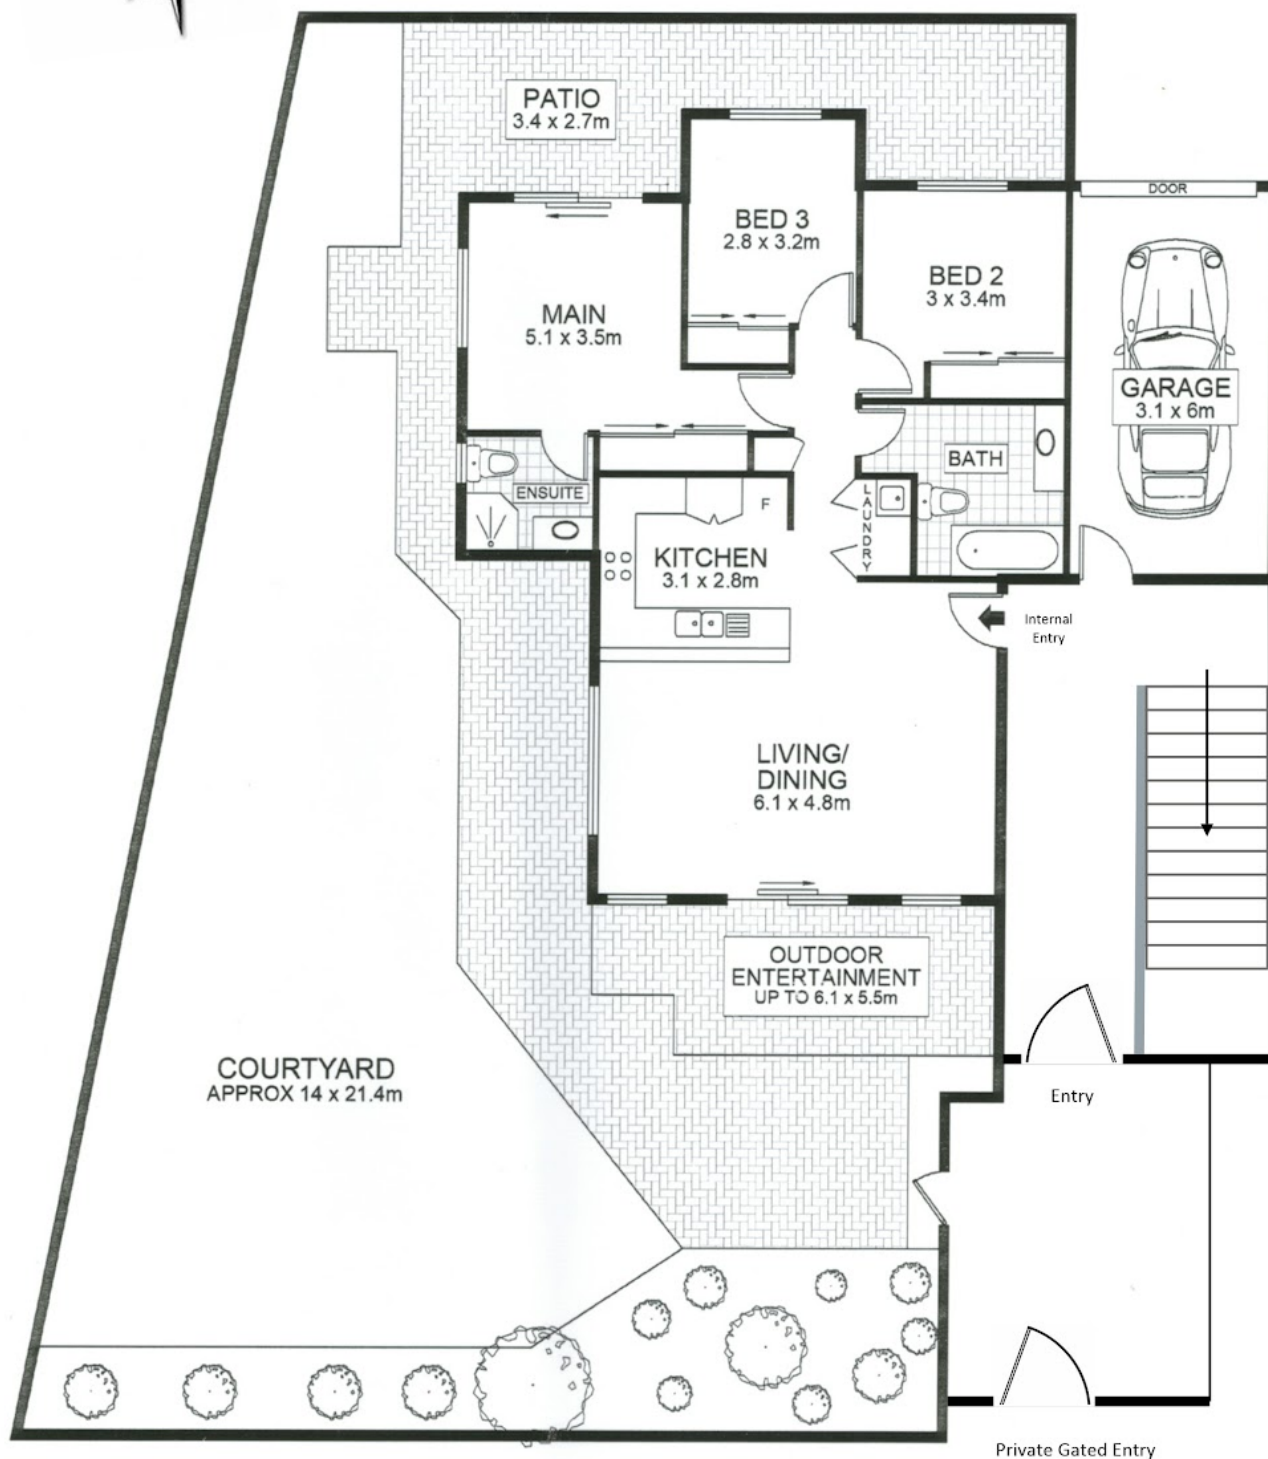 PATIO
3.4 x 2.7m
DOOR
BED 3
2.8 x 3.2m
BED 2
3 x 3.4m
MAIN
5.1 x 3.5m
GARAGE
3.1 x 6m
BATH
ENSUITE
LAUNDRY
F
KITCHEN
3.1 x 2.8m
Internal
Entry
LIVING/
DINING
6.1 x 4.8m
OUTDOOR
ENTERTAINMENT
UP TO 6.1 x 5.5m
COURTYARD
APPROX 14 x 21.4m
Entry
Private Gated Entry